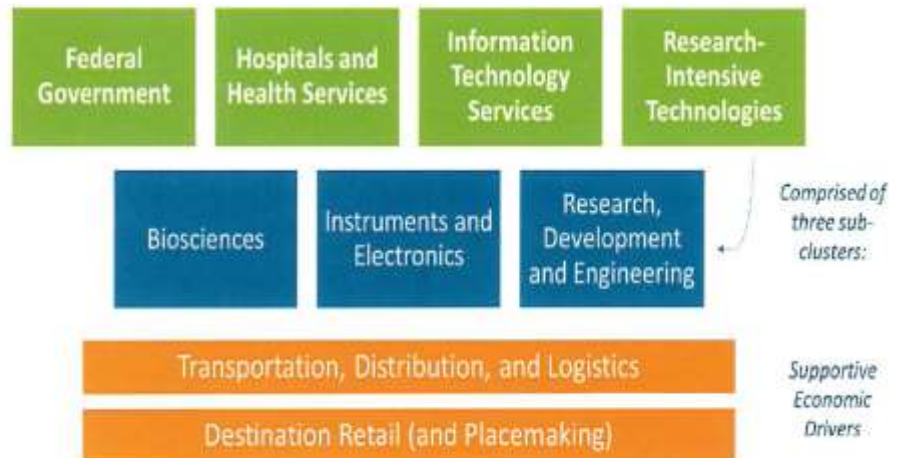 Federal
Government
Hospitals and
Health Services
Information
Technology
Services
Research-
Intensive
Technologies
Biosciences
Instruments and
Electronics
Research,
Development
and Engineering
Comprised of
three sub-
clusters:
Transportation, Distribution, and Logistics
Destination Retail (and Placemaking)
Supportive
Economic
Drivers